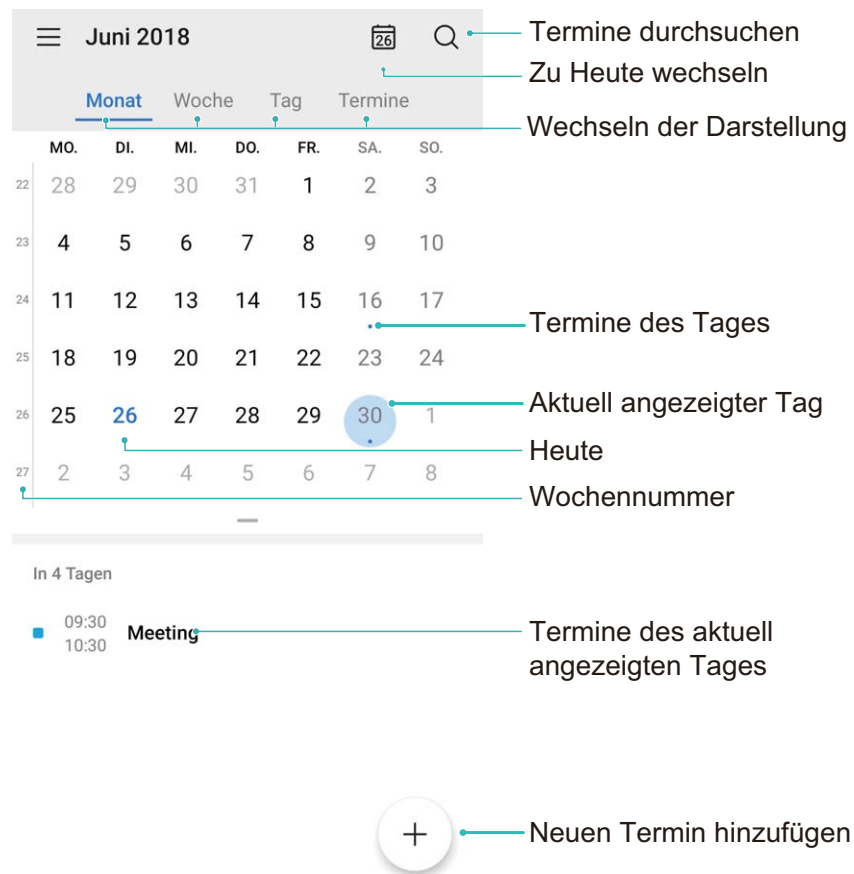 Juni 2018 26 Termine durchsuchen
Zu Heute wechseln
Monat Woche Tag Termine
Wechseln der Darstellung
MO. DI. MI. DO. FR. SA. SO.
22 28 29 30 31 1 2 3
23 4 5 6 7 8 9 10
24 11 12 13 14 15 16 17
Termine des Tages
25 18 19 20 21 22 23 24
26 25 26 27 28 29 30 1
Aktuell angezeigter Tag
Heute
27 2 3 4 5 6 7 8
Wochennummer
In 4 Tagen
09:30
10:30
Meeting
Termine des aktuell
angezeigten Tages
+ Neuen Termin hinzufügen